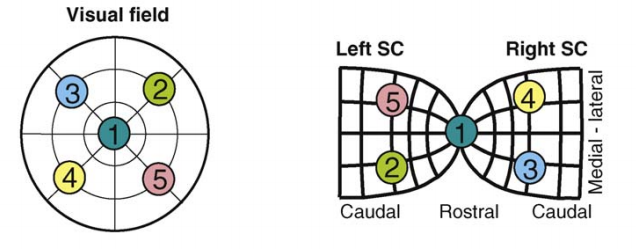 Visual field
3
2
1
4
5
Left SC
Right SC
5
4
1
2
3
Medial - lateral
Caudal
Rostral
Caudal